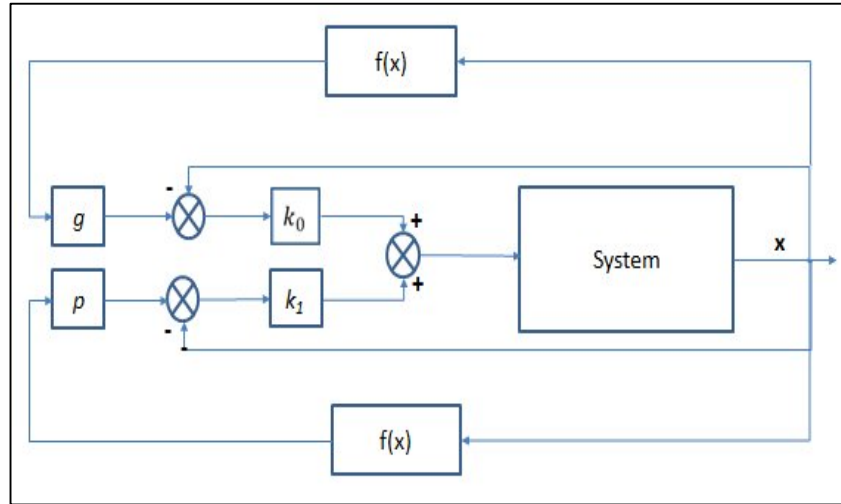 f(x)
-
g
k₀
+
System
x
p
k₁
+
-
-
f(x)